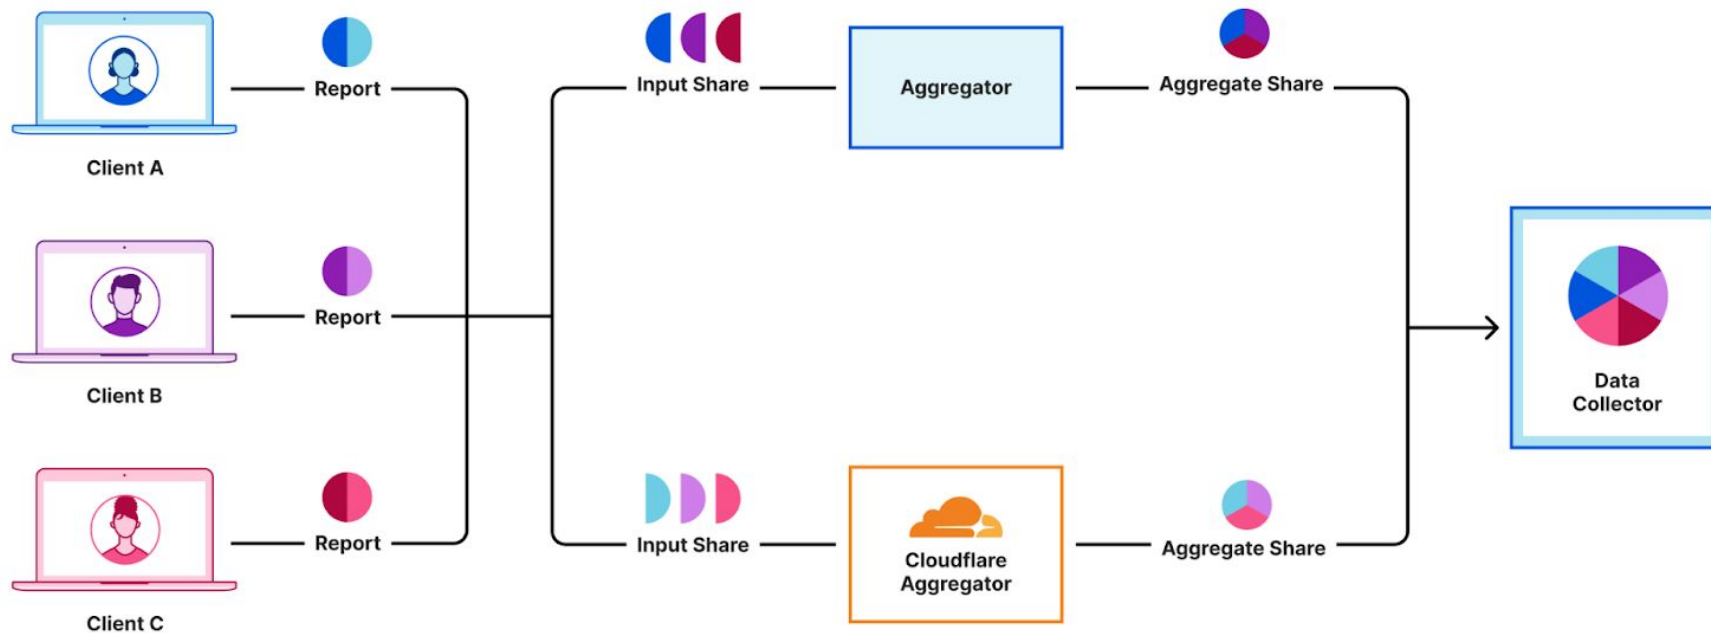 Report
Input Share
Aggregator
Aggregate Share
Client A
Report
Client B
Data
Collector
Report
Input Share
Cloudflare
Aggregator
Aggregate Share
Client C